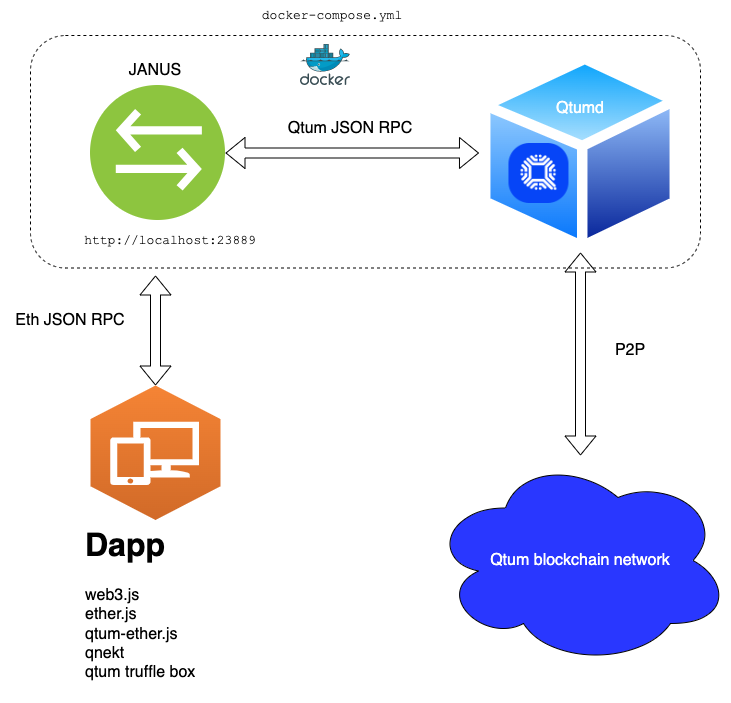 docker-compose.yml
docker
JANUS
Qtumd
Qtum JSON RPC
http://localhost:23889
Eth JSON RPC
P2P
Dapp
Qtum blockchain network
web3.js
ether.js
qtum-ether.js
qnekt
qtum truffle box